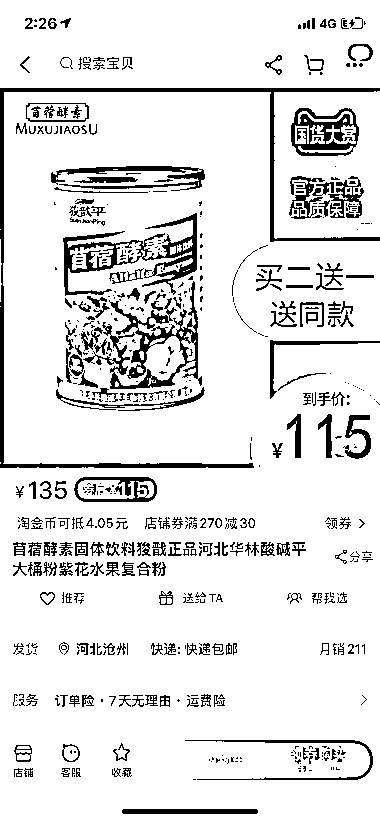 2:26
4G
搜索宝贝
苜蓿酵素
MUXUJIAOSU
国货大赏
官方正品
品质保障
苜蓿酵素
买二送一
送同款
到手价:
¥115
¥135
淘金币可抵4.05元 店铺券满270减30 领券
苜蓿酵素固体饮料狻戬正品河北华林酸碱平
大桶粉紫花水果复合粉
分享
推荐 送给TA 帮我选
发货 河北沧州 快递: 快递包邮 月销211
服务 订单险·7天无理由·运费险
店铺 客服 收藏